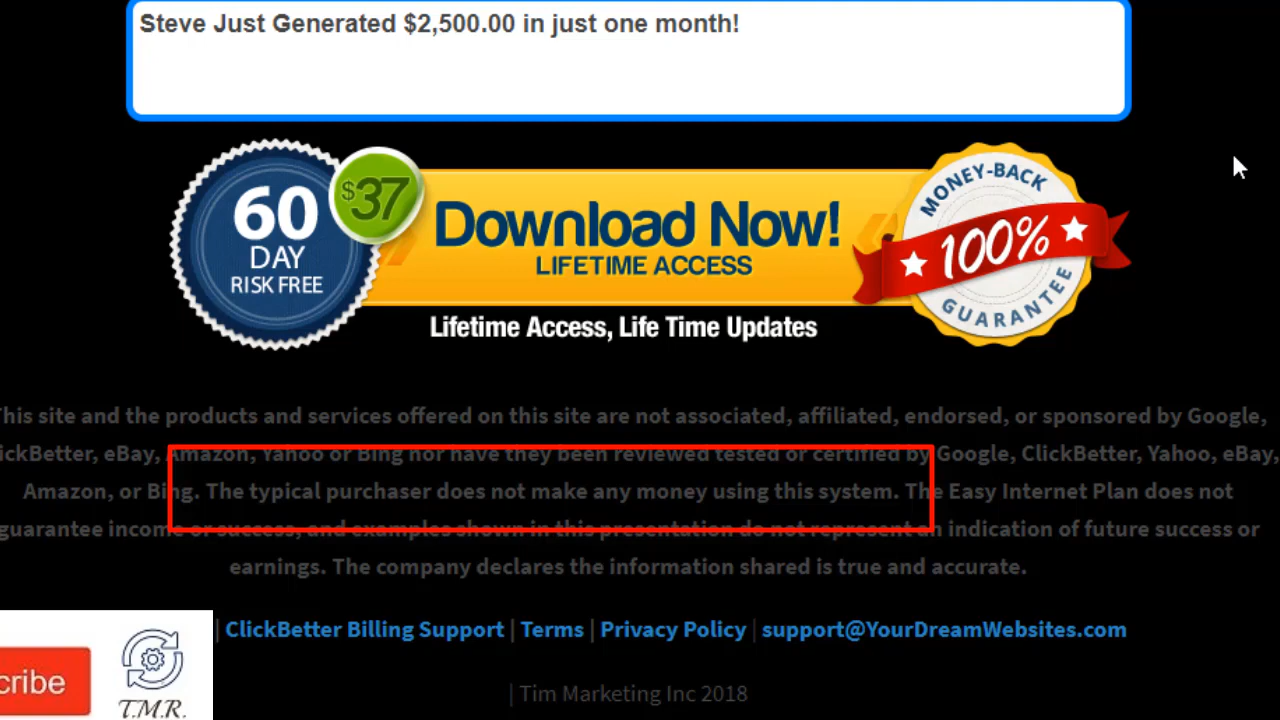 Steve Just Generated $2,500.00 in just one month!
60
DAY
RISK FREE
$37
Download Now!
LIFETIME ACCESS
MONEY-BACK
100%
GUARANTEE
Lifetime Access, Life Time Updates
This site and the products and services offered on this site are not associated, affiliated, endorsed, or sponsored by Google,
ickBetter, eBay, Amazon, Yahoo or Bing nor have they been reviewed tested or certified by Google, ClickBetter, Yahoo, eBay,
Amazon, or Bing. The typical purchaser does not make any money using this system. The Easy Internet Plan does not
guarantee income or success, and examples shown in this presentation do not represent an indication of future success or
earnings. The company declares the information shared is true and accurate.
| ClickBetter Billing Support | Terms | Privacy Policy | support@YourDreamWebsites.com
cribe
T.M.R.
| Tim Marketing Inc 2018